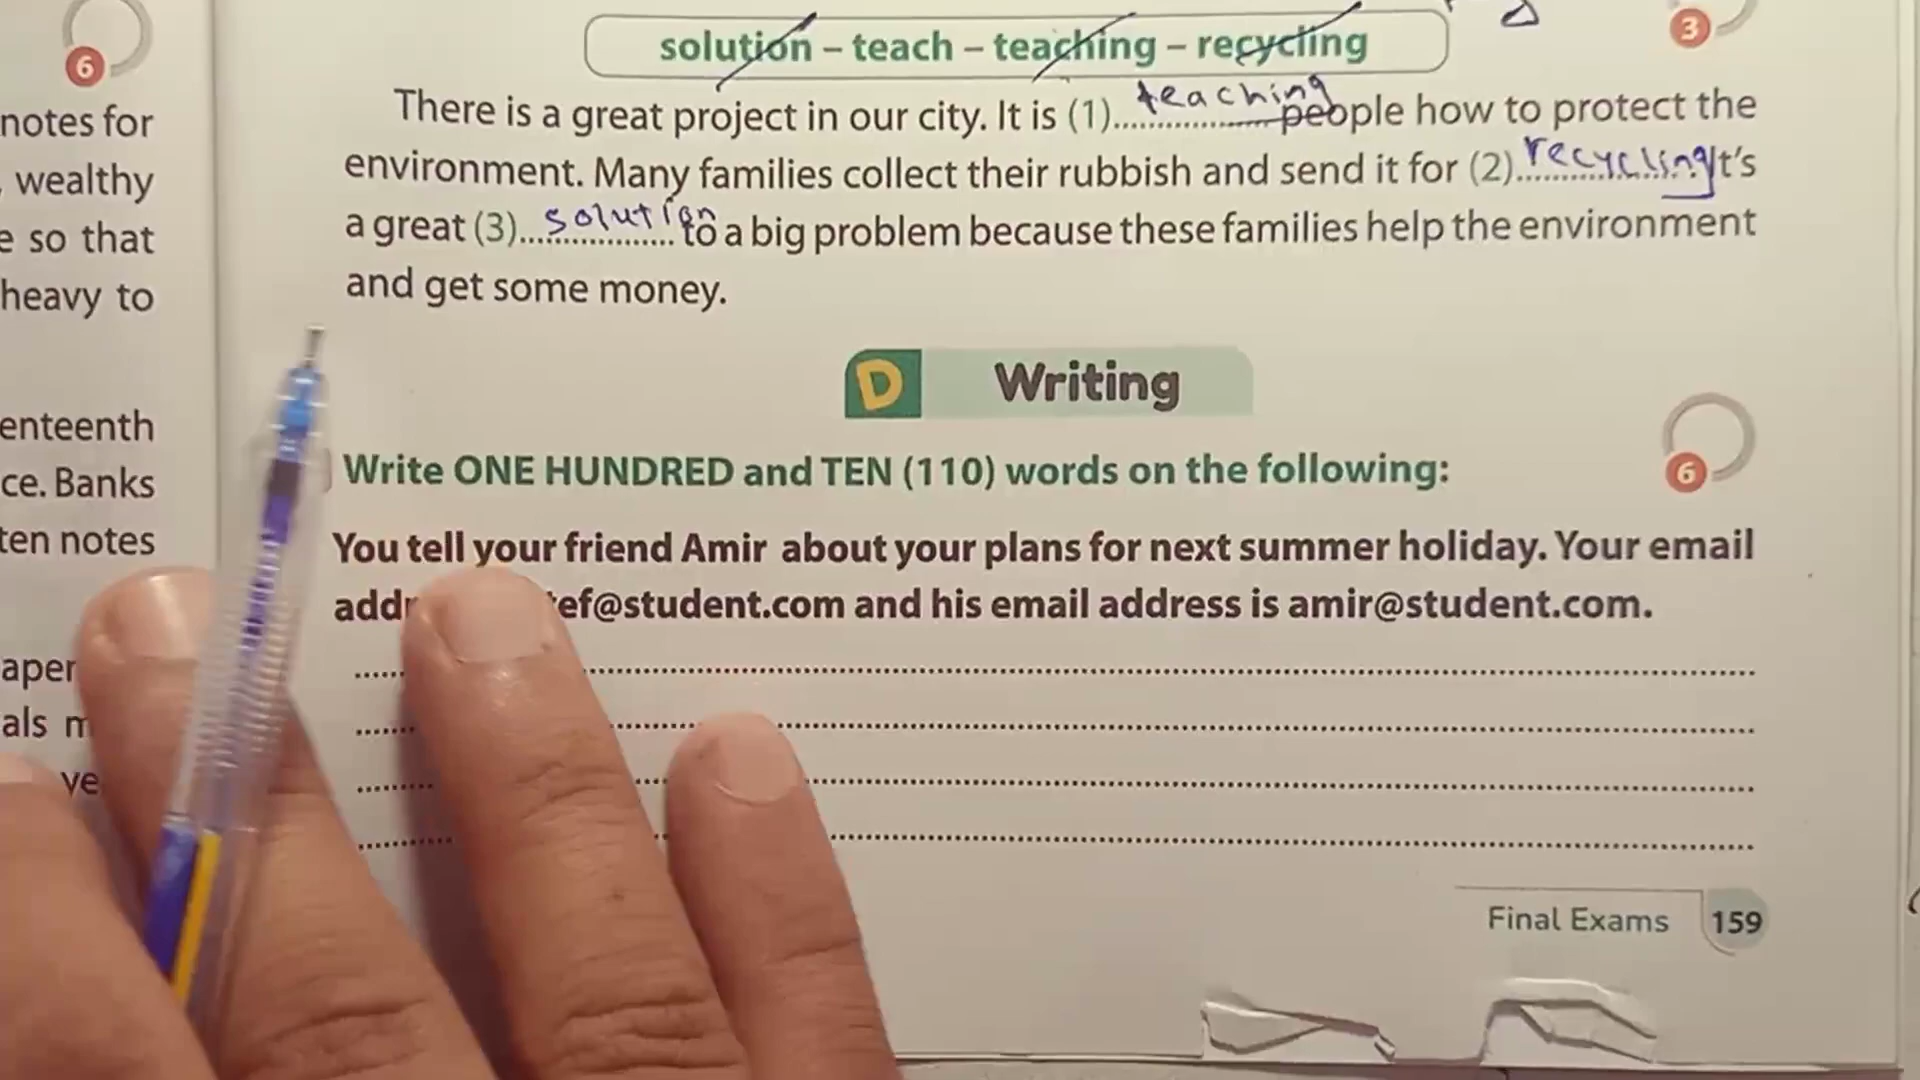 6
3
solution – teach – teaching – recycling
notes for
There is a great project in our city. It is (1) teaching people how to protect the
wealthy
environment. Many families collect their rubbish and send it for (2) recycling It's
e so that
a great (3) solution to a big problem because these families help the environment
heavy to
and get some money.
D Writing
enteenth
Write ONE HUNDRED and TEN (110) words on the following:
6
ce. Banks
ten notes
You tell your friend Amir about your plans for next summer holiday. Your email
ef@student.com and his email address is amir@student.com.
aper
als m
ve
Final Exams 159